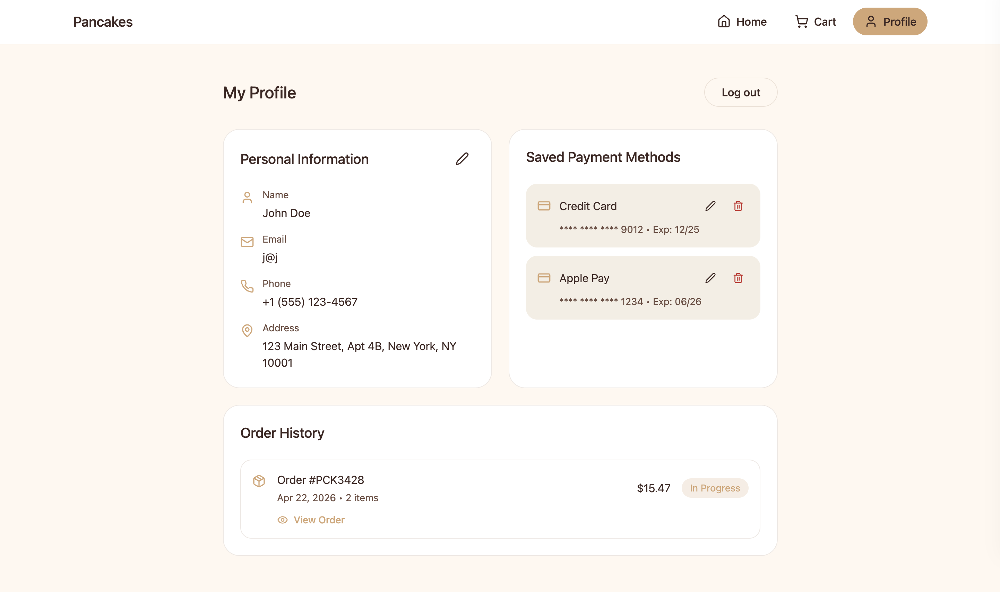 Pancakes
Home
Cart
Profile
My Profile
Log out
Personal Information
Name
John Doe
Email
j@j
Phone
+1 (555) 123-4567
Address
123 Main Street, Apt 4B, New York, NY
10001
Saved Payment Methods
Credit Card
**** **** **** 9012 • Exp: 12/25
Apple Pay
**** **** **** 1234 • Exp: 06/26
Order History
Order #PCK3428
Apr 22, 2026 • 2 items
View Order
$15.47
In Progress